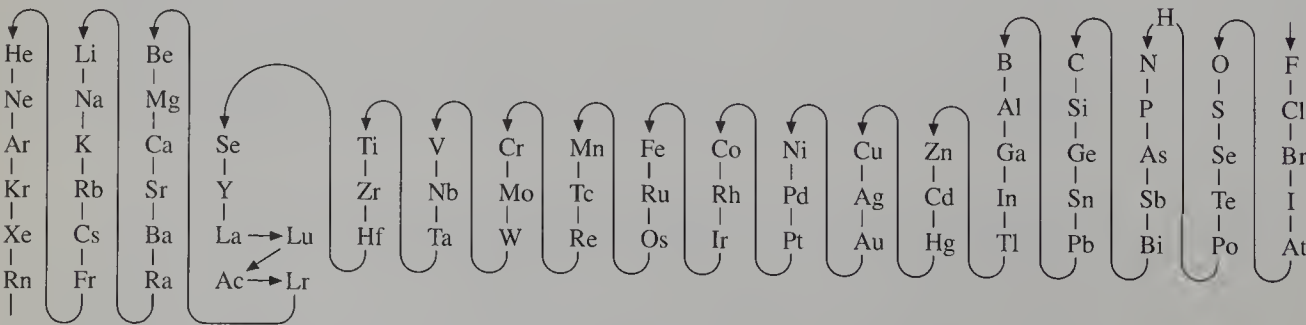 H
He Li Be B C N O F
Ne Na Mg Al Si P S Cl
Ar K Ca Se Ti V Cr Mn Fe Co Ni Cu Zn Ga Ge As Se Br
Kr Rb Sr Y Zr Nb Mo Tc Ru Rh Pd Ag Cd In Sn Sb Te I
Xe Cs Ba La Lu Hf Ta W Re Os Ir Pt Au Hg Tl Pb Bi Po At
Rn Fr Ra Ac Lr